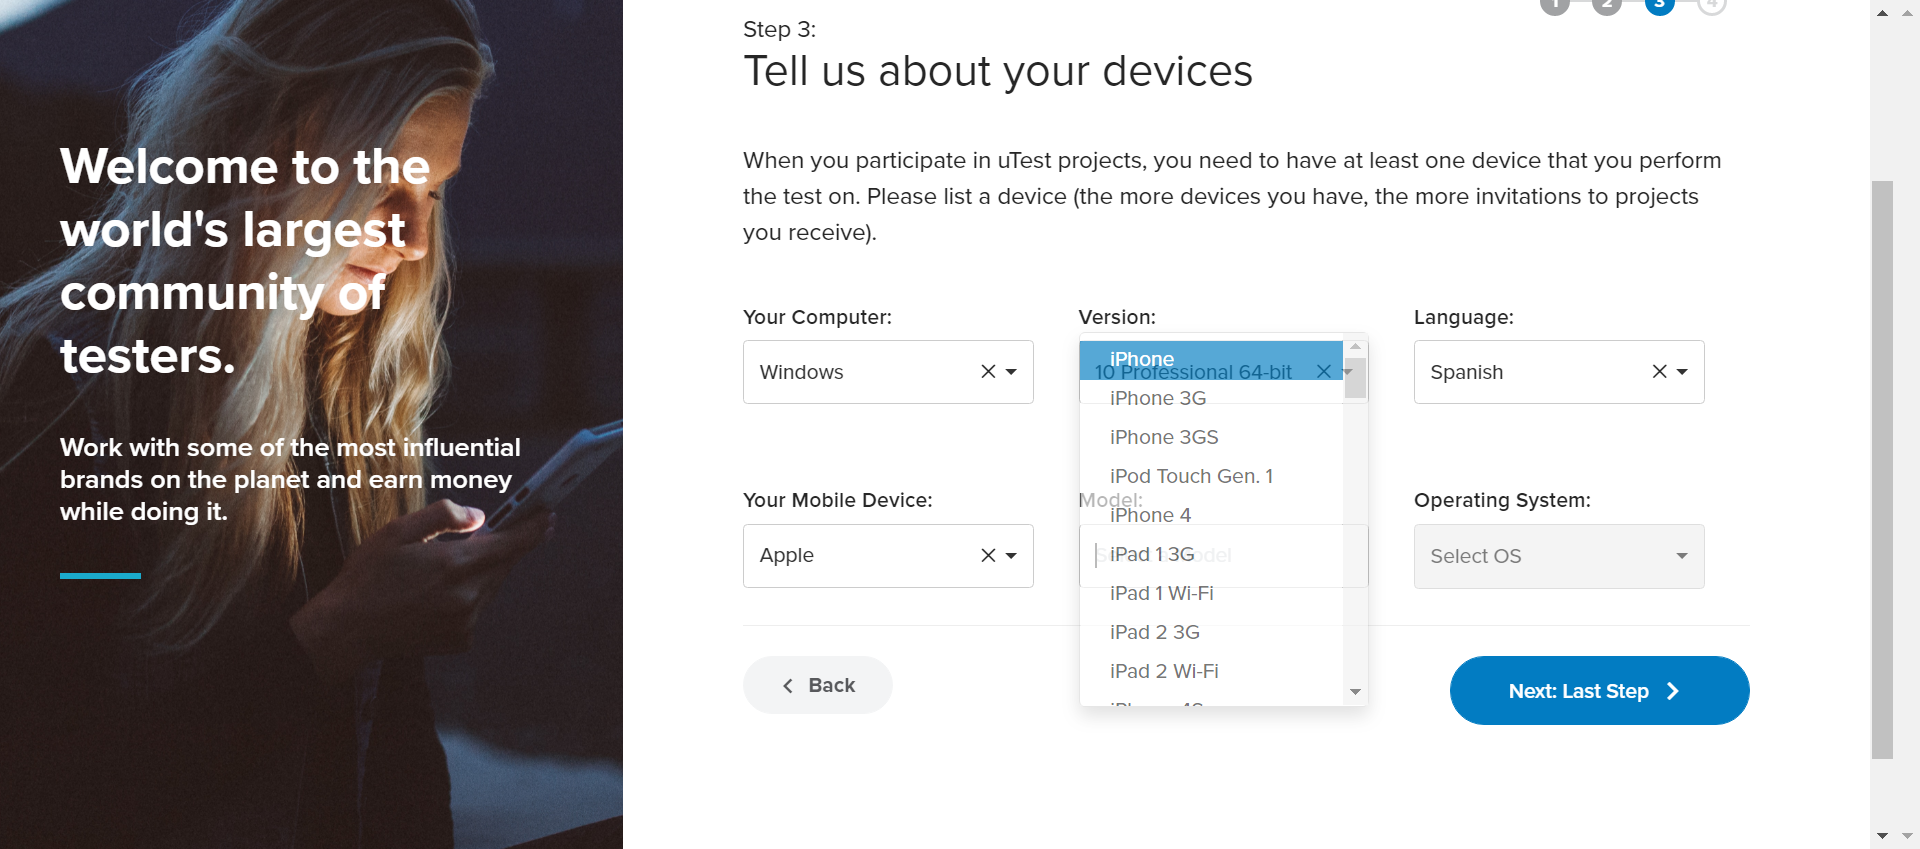 1 2 3 4
Step 3:
Tell us about your devices
Welcome to the
world's largest
community of
testers.
Work with some of the most influential
brands on the planet and earn money
while doing it.
When you participate in uTest projects, you need to have at least one device that you perform
the test on. Please list a device (the more devices you have, the more invitations to projects
you receive).
Your Computer:
Windows
Version:
10 Professional 64-bit
Language:
Spanish
Your Mobile Device:
Apple
Model:
iPhone
iPhone 3G
iPhone 3GS
iPod Touch Gen. 1
iPhone 4
iPad 1 3G
iPad 1 Wi-Fi
iPad 2 3G
iPad 2 Wi-Fi
Operating System:
Select OS
Back
Next: Last Step